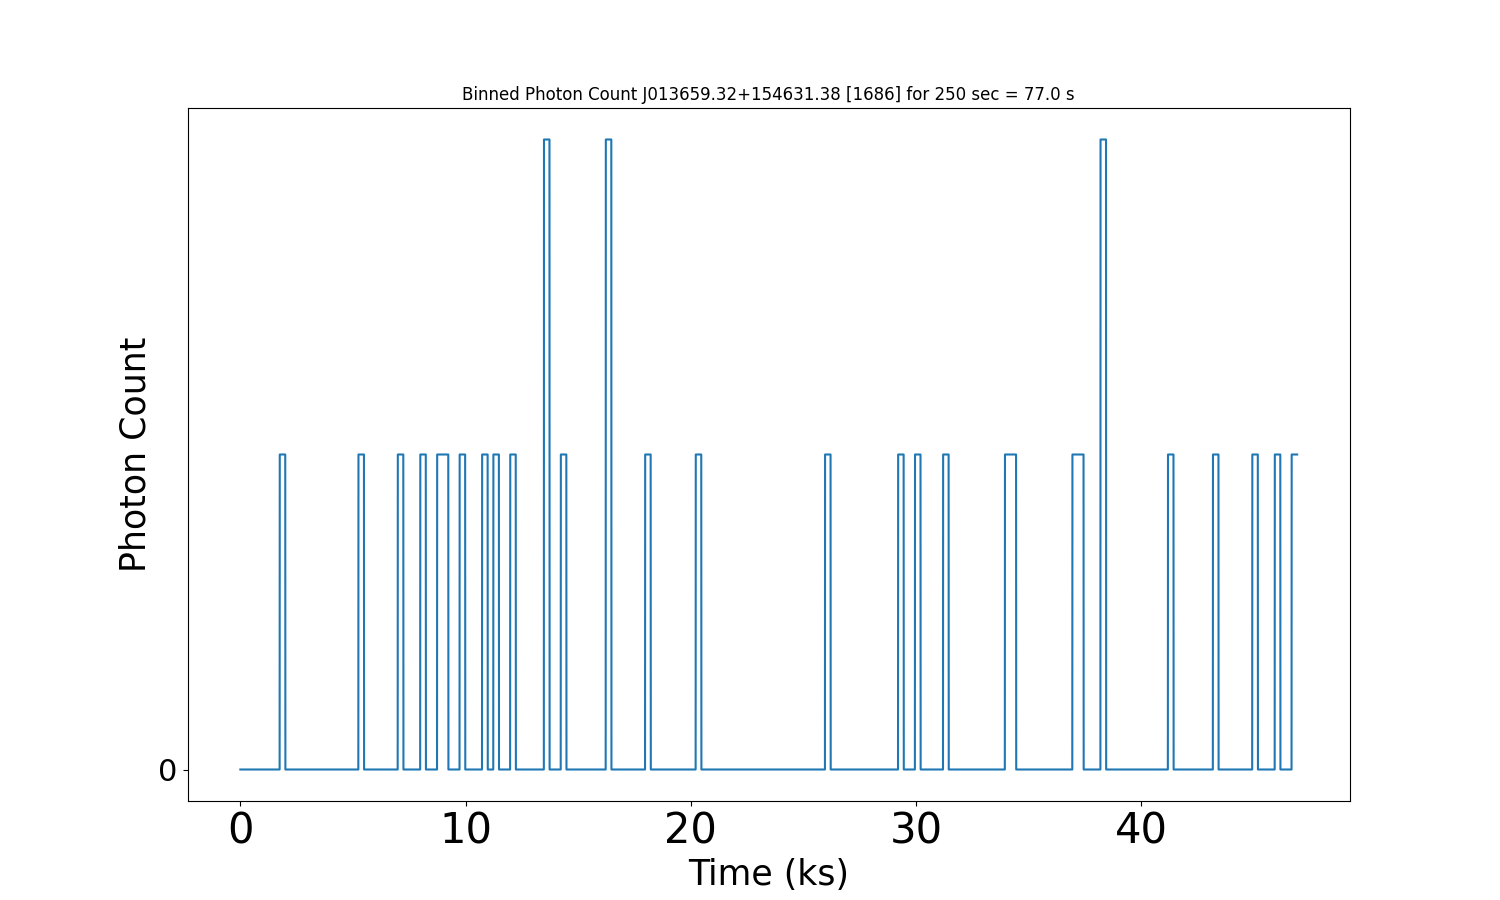 Binned Photon Count J013659.32+154631.38 [1686] for 250 sec = 77.0 s
Photon Count
0
0 10 20 30 40
Time (ks)